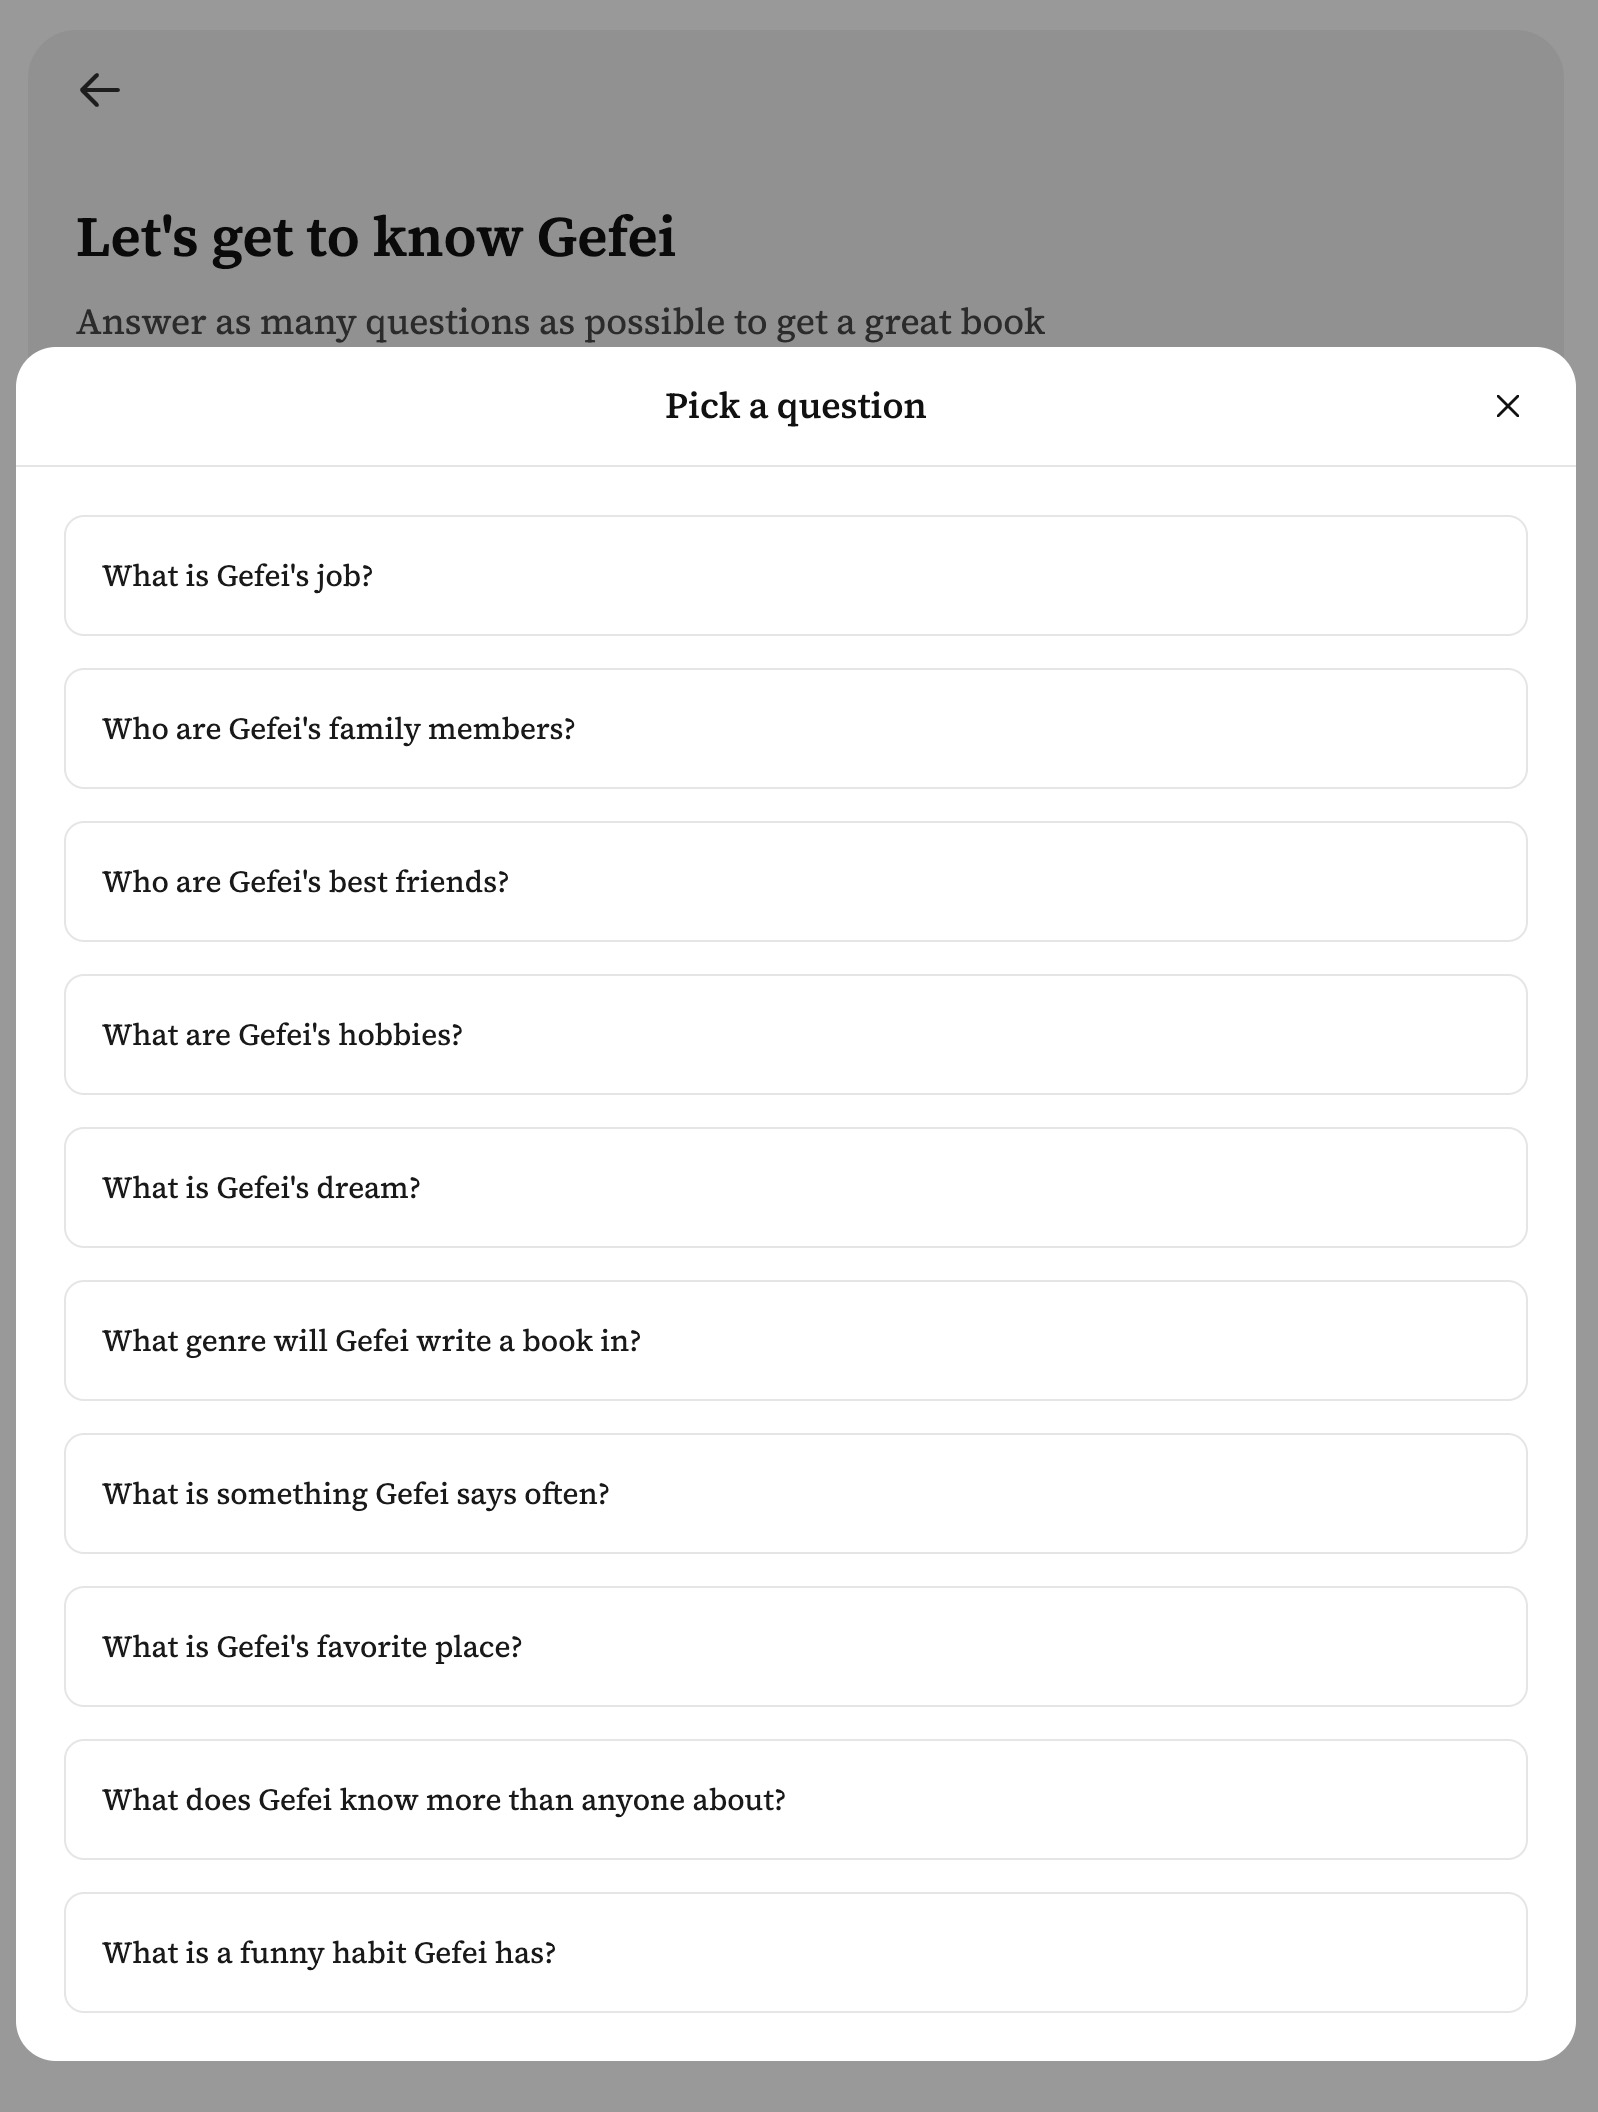 Let's get to know Gefei
Answer as many questions as possible to get a great book
Pick a question
What is Gefei's job?
Who are Gefei's family members?
Who are Gefei's best friends?
What are Gefei's hobbies?
What is Gefei's dream?
What genre will Gefei write a book in?
What is something Gefei says often?
What is Gefei's favorite place?
What does Gefei know more than anyone about?
What is a funny habit Gefei has?